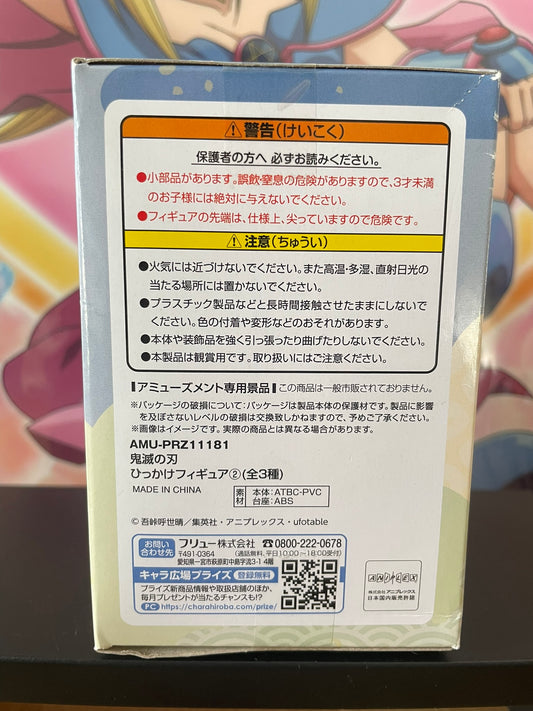 ⚠警告(けいこく)
保護者の方へ 必ずお読みください。
●小部品があります。誤飲・窒息の危険がありますので、3才未満
のお子様には絶対に与えないでください。
●フィギュアの先端は、仕様上、尖っていますので危険です。
⚠注意(ちゅうい)
●火気には近づけないでください。また高温・多湿、直射日光の
当たる場所には置かないでください。
●プラスチック製品などと長時間接触させたままにしないで
ください。色の付着や変形などのおそれがあります。
●本体や装飾品を強く引っ張ったり曲げたりしないでください。
●本製品は観賞用です。取り扱いにはご注意ください。
┃アミューズメント専用景品┃この商品は一般市販されておりません。
※パッケージの破損について:パッケージは製品本体の保護材です。製品に影響
を及ぼさないレベルの破損は交換致しかねますので、予めご了承ください。
※画像はイメージです。実際の商品とは異なる場合があります。
AMU-PRZ11181
鬼滅の刃
ひっかけフィギュア②(全3種)
MADE IN CHINA
素材 本体:ATBC-PVC
台座:ABS
© 吾峠呼世晴/集英社・アニプレックス・ufotable
お問い合わせ先 フリュー株式会社 ☎0800-222-0678
〒491-0364 (通話無料、平日10:00~18:00受付)
愛知県一宮市萩原町中島字流3-1 4階
キャラ広場プライズ 登録無料
プライズ新商品情報や取扱店舗のほか、
毎月プレゼントが当たるチャンスも!?
PC https://charahiroba.com/prize/
ANIPLEX
株式会社アニプレックス
日本国内販売許諾